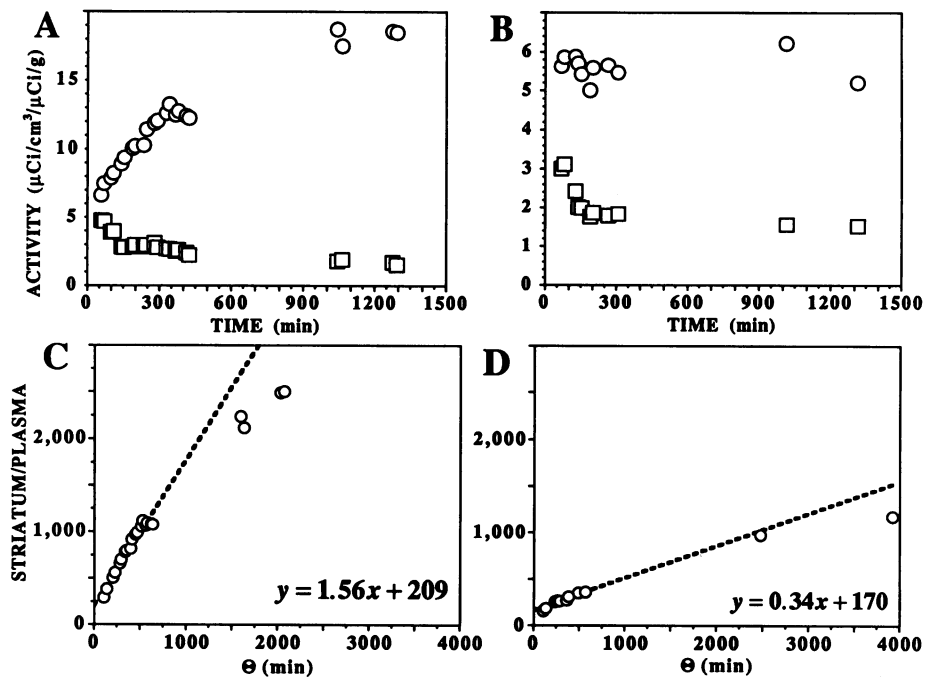 A
15
10
5
0
0 300 600 900 1200 1500
TIME (min)
ACTIVITY (μCi/cm³/μCi/g)
B
6
5
4
3
2
1
0
0 300 600 900 1200 1500
TIME (min)
C
2,000
1,000
0
0 1000 2000 3000 4000
Θ (min)
STRIATUM/PLASMA
y = 1.56x + 209
D
2,000
1,000
0
0 1000 2000 3000 4000
Θ (min)
y = 0.34x + 170